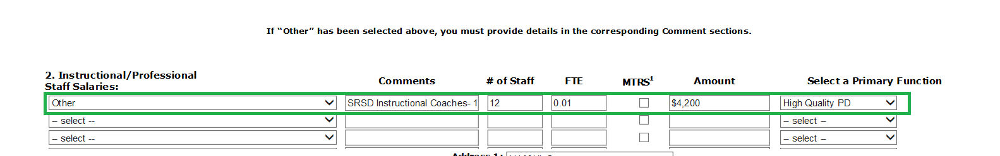 If “Other” has been selected above, you must provide details in the corresponding Comment sections.
2. Instructional/Professional
Staff Salaries:
Comments
# of Staff
FTE
MTRS1
Amount
Select a Primary Function
Other
SRSD Instructional Coaches- 1
12
0.01
$4,200
High Quality PD
– select --
– select –
– select --
– select –
Address 1: